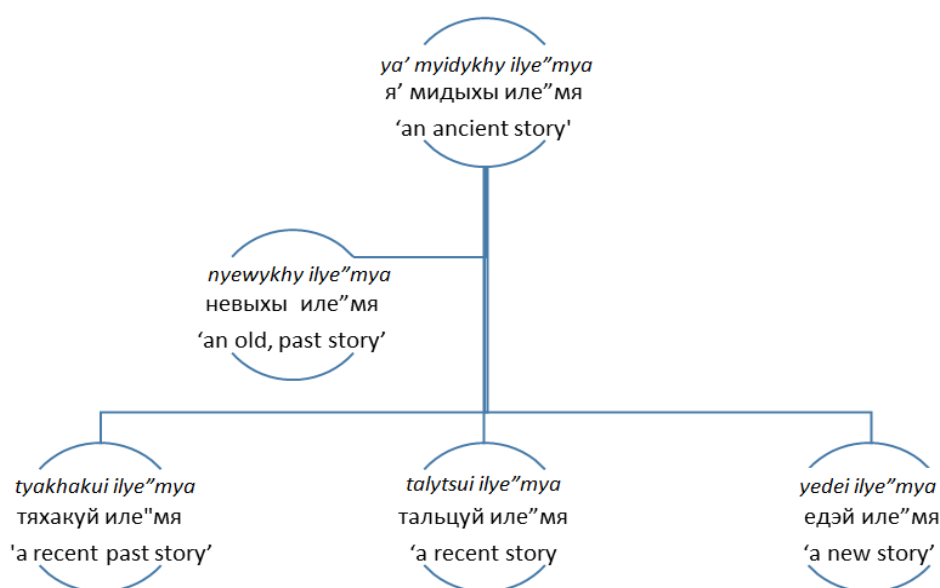 ya’ myidykhy ilye”mya
я’ мидыхы иле”мя
‘an ancient story'
nyewykhy ilye”mya
невыхы иле”мя
‘an old, past story’
tyakhakui ilye”mya
тяхакуй иле"мя
'a recent past story’
talytsui ilye”mya
тальцуй иле”мя
‘a recent story
yedei ilye”mya
едэй иле”мя
‘a new story’